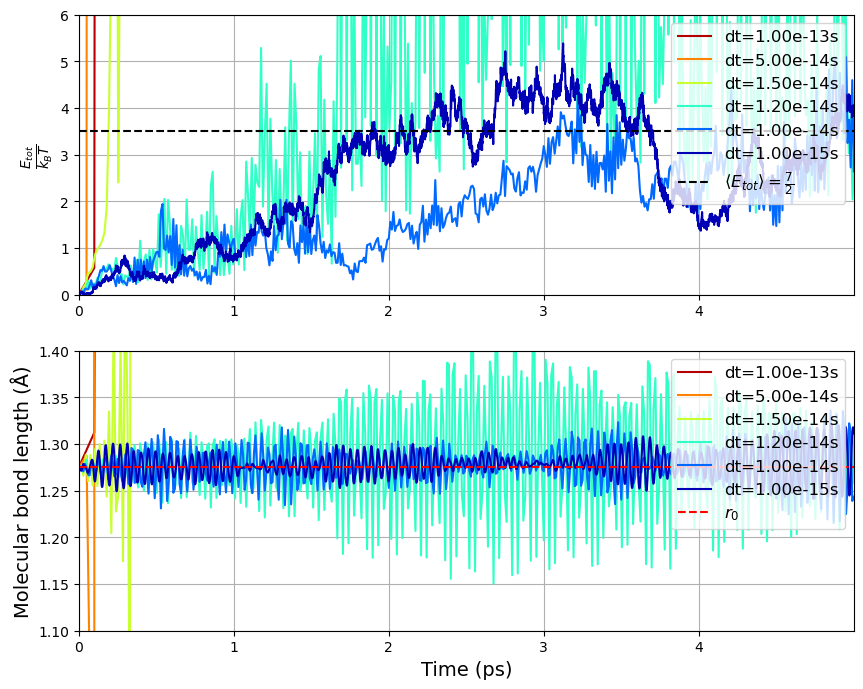 6
5
4
3
2
1
0
E_tot / k_B T
0 1 2 3 4
dt=1.00e-13s
dt=5.00e-14s
dt=1.50e-14s
dt=1.20e-14s
dt=1.00e-14s
dt=1.00e-15s
⟨E_tot⟩ = 7/2
1.40
1.35
1.30
1.25
1.20
1.15
1.10
Molecular bond length (Å)
0 1 2 3 4
Time (ps)
dt=1.00e-13s
dt=5.00e-14s
dt=1.50e-14s
dt=1.20e-14s
dt=1.00e-14s
dt=1.00e-15s
r_0